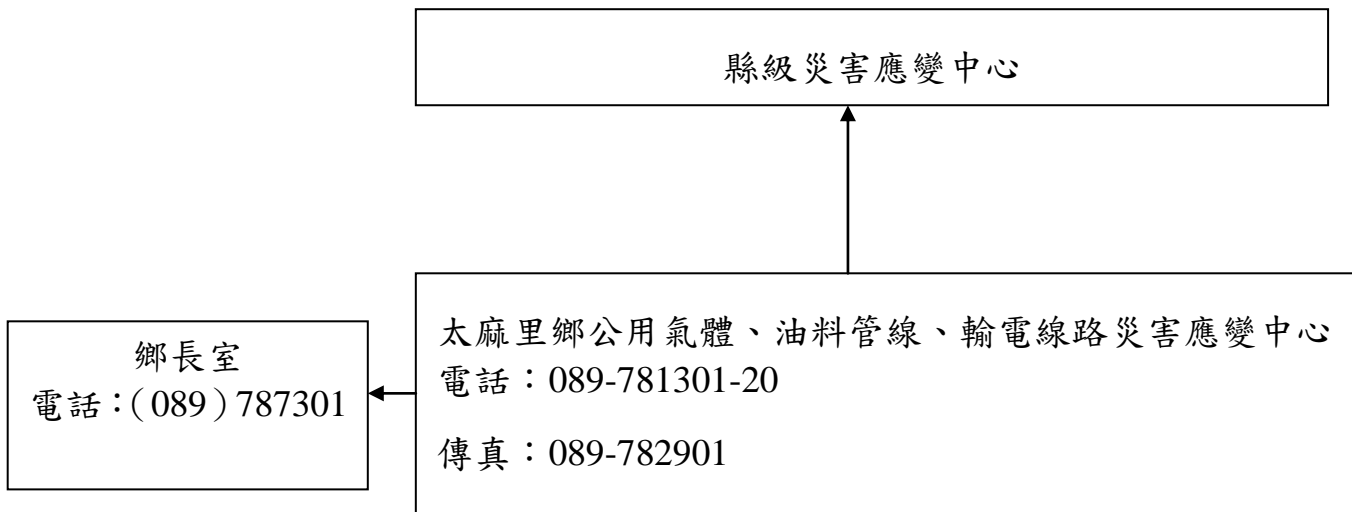 縣級災害應變中心
鄉長室
電話：（089）787301
太麻里鄉公用氣體、油料管線、輸電線路災害應變中心
電話：089-781301-20
傳真：089-782901